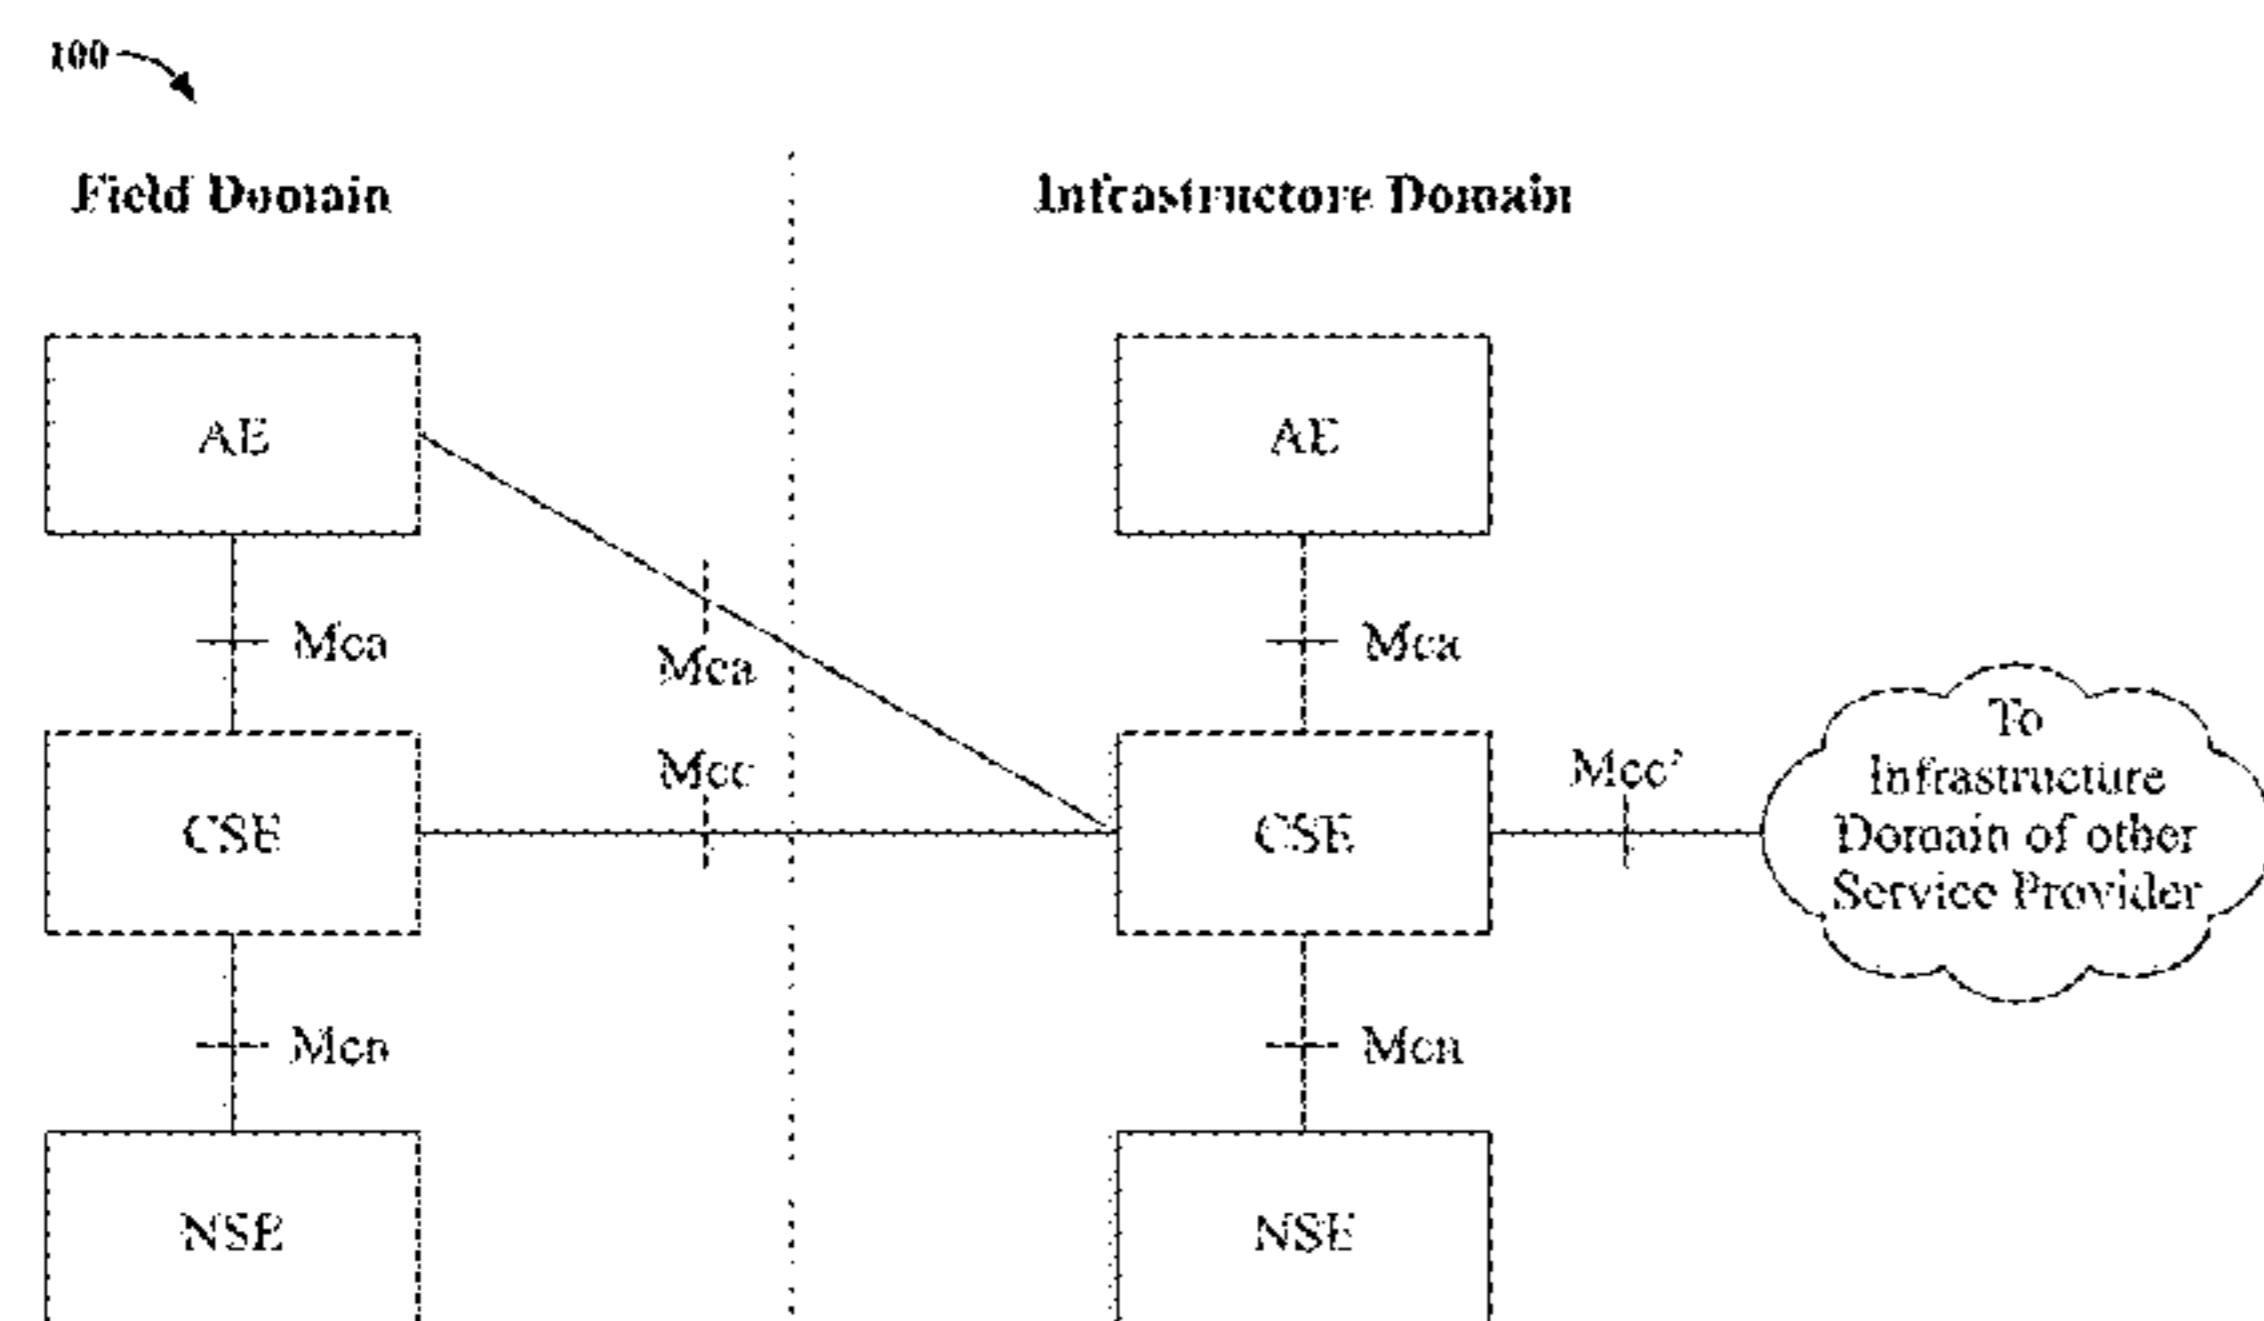 100
Field Domain
Infrastructure Domain
AE
AE
Mca
Mca
Mca
Mcc
CSE
CSE
Mcc'
To
Infrastructure
Domain of other
Service Provider
Mcn
Mcn
NSE
NSE